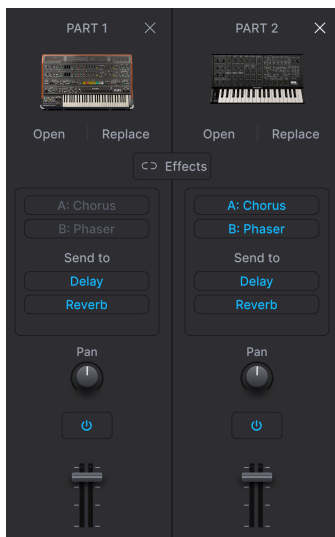 PART 1
PART 2
Open
Replace
Open
Replace
Effects
A: Chorus
B: Phaser
Send to
Delay
Reverb
A: Chorus
B: Phaser
Send to
Delay
Reverb
Pan
Pan